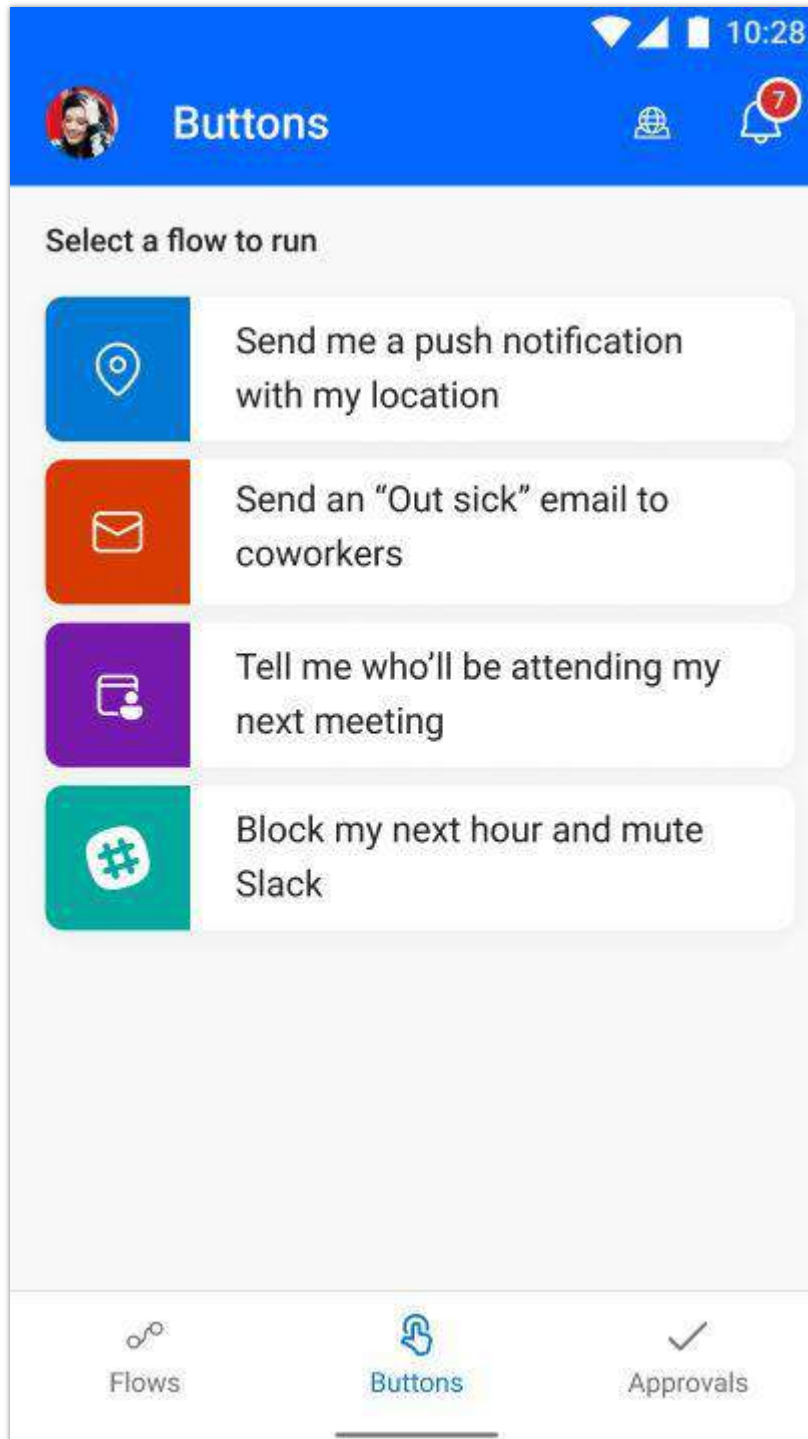 10:28
Buttons
7
Select a flow to run
Send me a push notification
with my location
Send an “Out sick” email to
coworkers
Tell me who’ll be attending my
next meeting
Block my next hour and mute
Slack
Flows
Buttons
Approvals